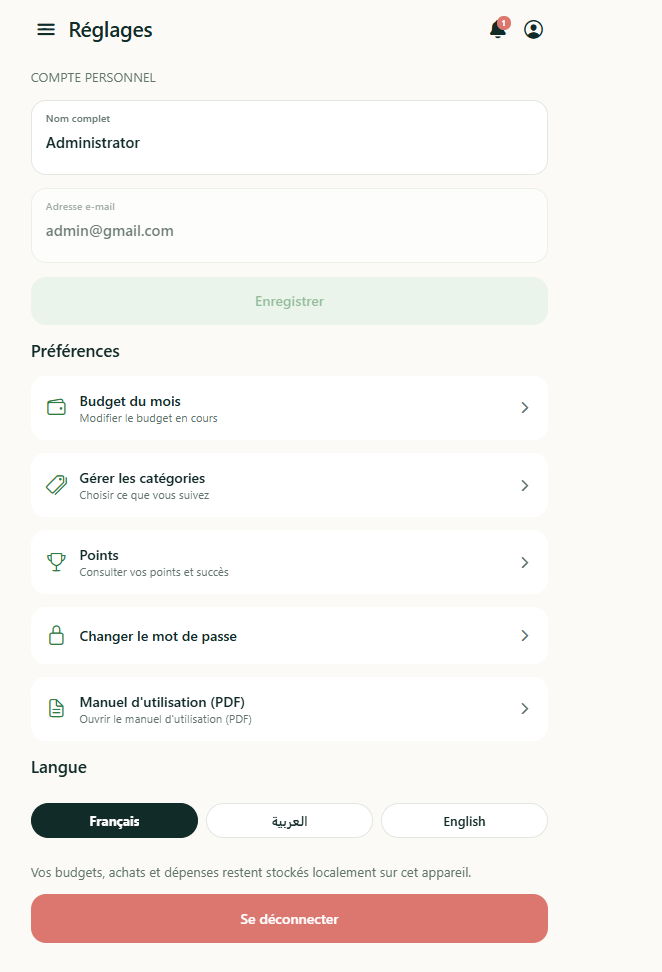 Réglages
1
COMPTE PERSONNEL
Nom complet
Administrator
Adresse e-mail
admin@gmail.com
Enregistrer
Préférences
Budget du mois
Modifier le budget en cours
Gérer les catégories
Choisir ce que vous suivez
Points
Consulter vos points et succès
Changer le mot de passe
Manuel d'utilisation (PDF)
Ouvrir le manuel d'utilisation (PDF)
Langue
Français
العربية
English
Vos budgets, achats et dépenses restent stockés localement sur cet appareil.
Se déconnecter